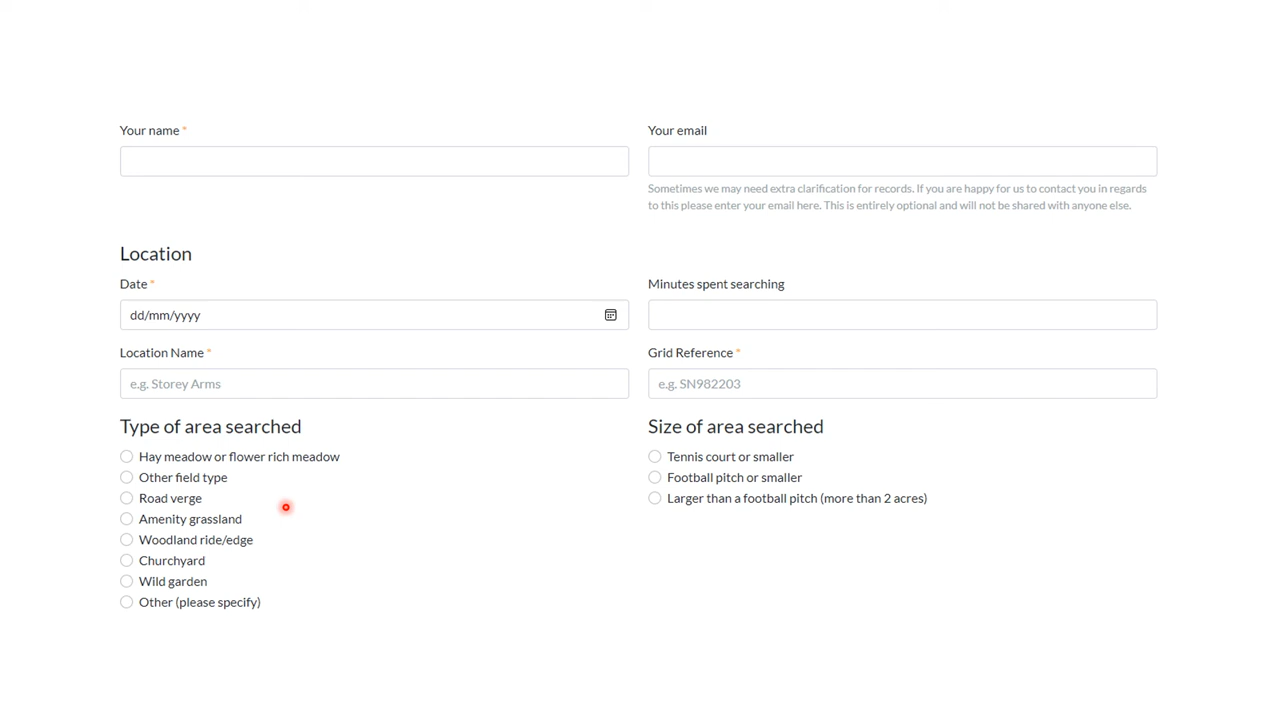 Your name *
Your email
Sometimes we may need extra clarification for records. If you are happy for us to contact you in regards
to this please enter your email here. This is entirely optional and will not be shared with anyone else.
Location
Date *
Minutes spent searching
dd/mm/yyyy
Location Name *
Grid Reference *
e.g. Storey Arms
e.g. SN982203
Type of area searched
Hay meadow or flower rich meadow
Other field type
Road verge
Amenity grassland
Woodland ride/edge
Churchyard
Wild garden
Other (please specify)
Size of area searched
Tennis court or smaller
Football pitch or smaller
Larger than a football pitch (more than 2 acres)